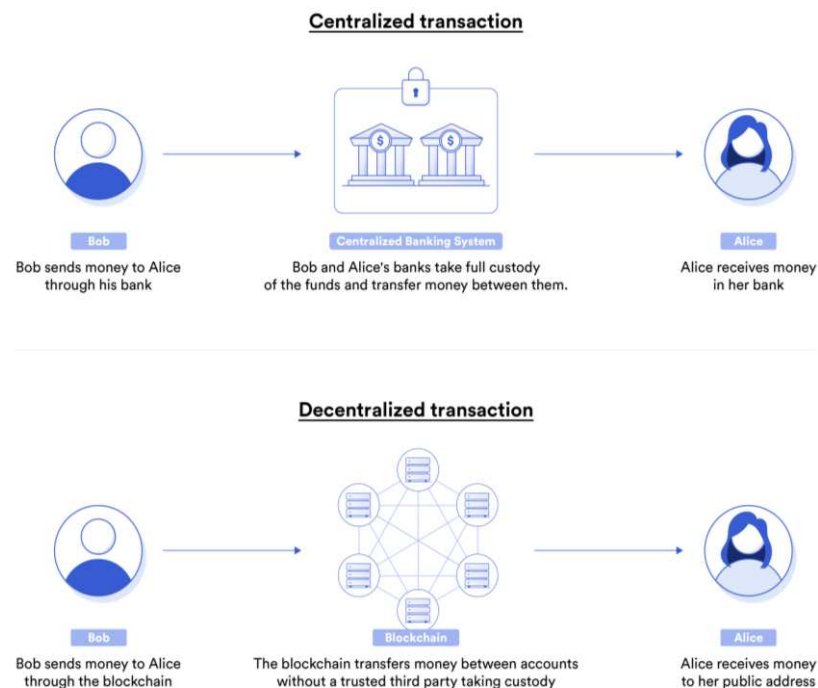 Centralized transaction
$ $
Bob
Centralized Banking System
Alice
Bob sends money to Alice
through his bank
Bob and Alice's banks take full custody
of the funds and transfer money between them.
Alice receives money
in her bank
Decentralized transaction
Bob
Blockchain
Alice
Bob sends money to Alice
through the blockchain
The blockchain transfers money between accounts
without a trusted third party taking custody
Alice receives money
to her public address